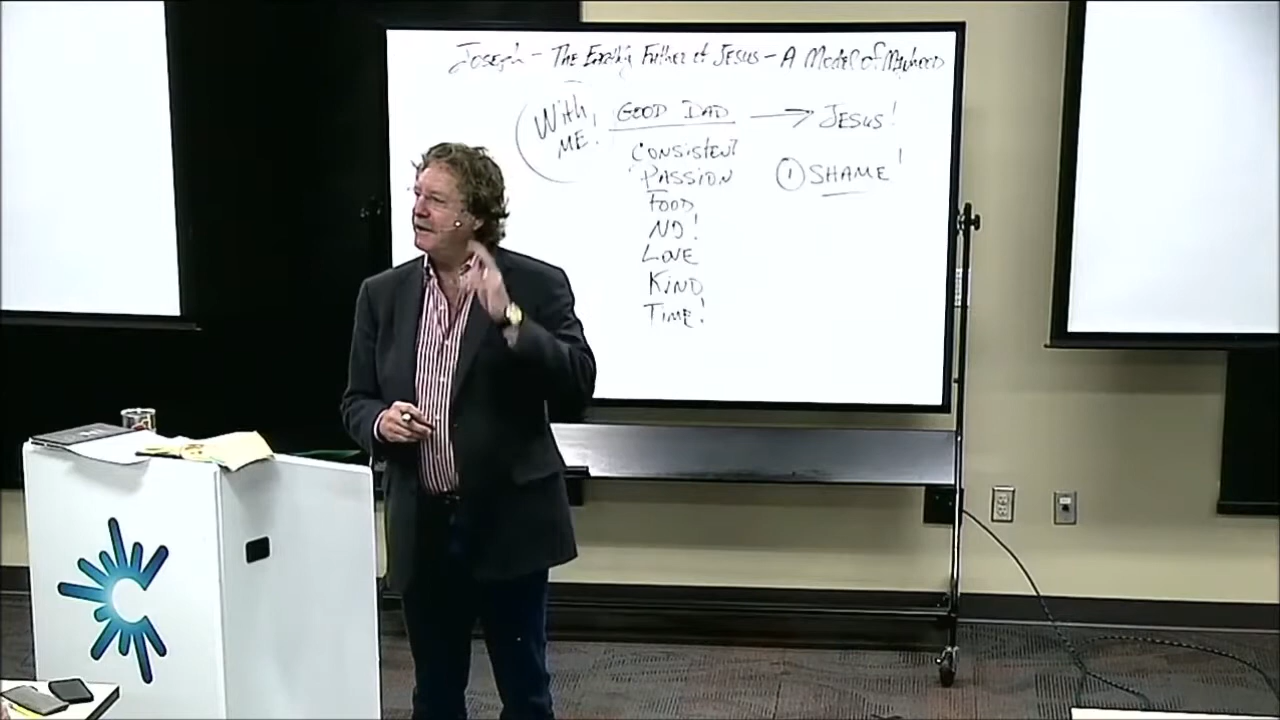 Joseph - The Earthly Father of Jesus - A Model of Manhood
With ME!
GOOD DAD → JESUS!
CONSISTENT
PASSION
① SHAME!
FOOD
NO!
LOVE
KIND
TIME!